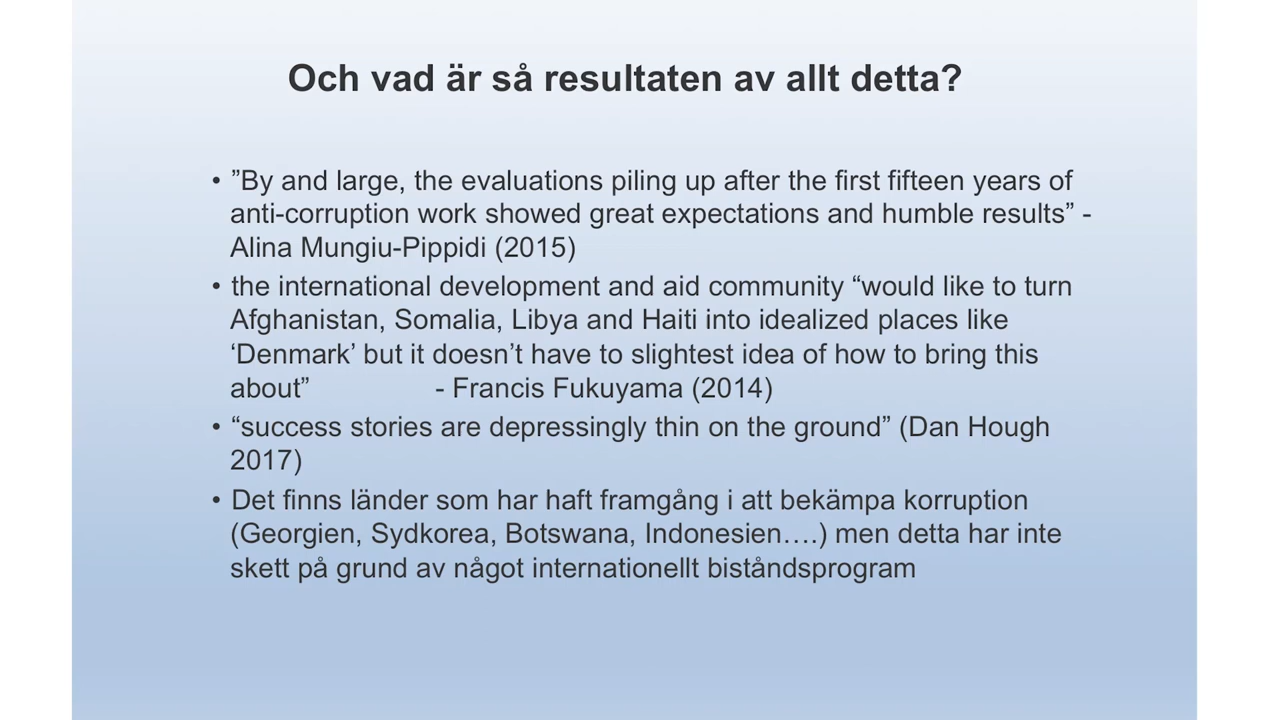 Och vad är så resultaten av allt detta?
• ”By and large, the evaluations piling up after the first fifteen years of
anti-corruption work showed great expectations and humble results” -
Alina Mungiu-Pippidi (2015)
• the international development and aid community “would like to turn
Afghanistan, Somalia, Libya and Haiti into idealized places like
‘Denmark’ but it doesn’t have to slightest idea of how to bring this
about” - Francis Fukuyama (2014)
• “success stories are depressingly thin on the ground” (Dan Hough
2017)
• Det finns länder som har haft framgång i att bekämpa korruption
(Georgien, Sydkorea, Botswana, Indonesien….) men detta har inte
skett på grund av något internationellt biståndsprogram